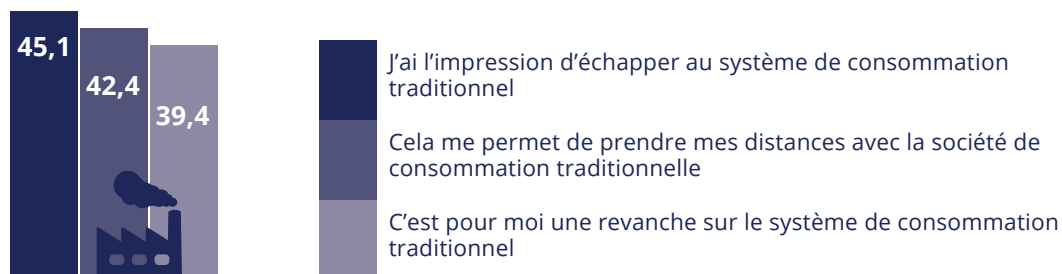 45,1
42,4
39,4
J’ai l’impression d’échapper au système de consommation
traditionnel
Cela me permet de prendre mes distances avec la société de
consommation traditionnelle
C’est pour moi une revanche sur le système de consommation
traditionnel